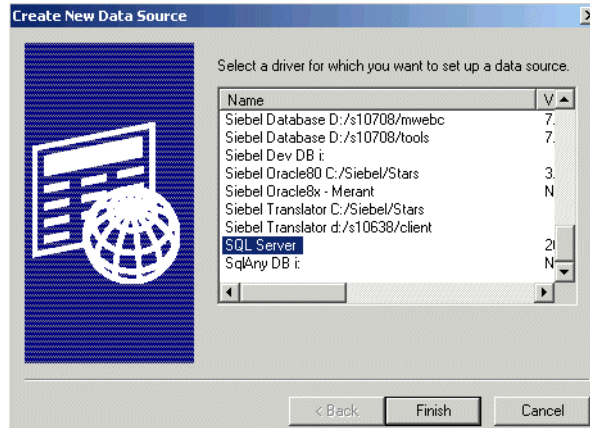 Create New Data Source
Select a driver for which you want to set up a data source.
Name V
Siebel Database D:/s10708/mwebc 7.
Siebel Database D:/s10708/tools 7.
Siebel Dev DB i:
Siebel Oracle80 C:/Siebel/Stars 3.
Siebel Oracle8x - Merant N
Siebel Translator C:/Siebel/Stars
Siebel Translator d:/s10638/client
SQL Server 20
SqlAny DB i: N
< Back Finish Cancel